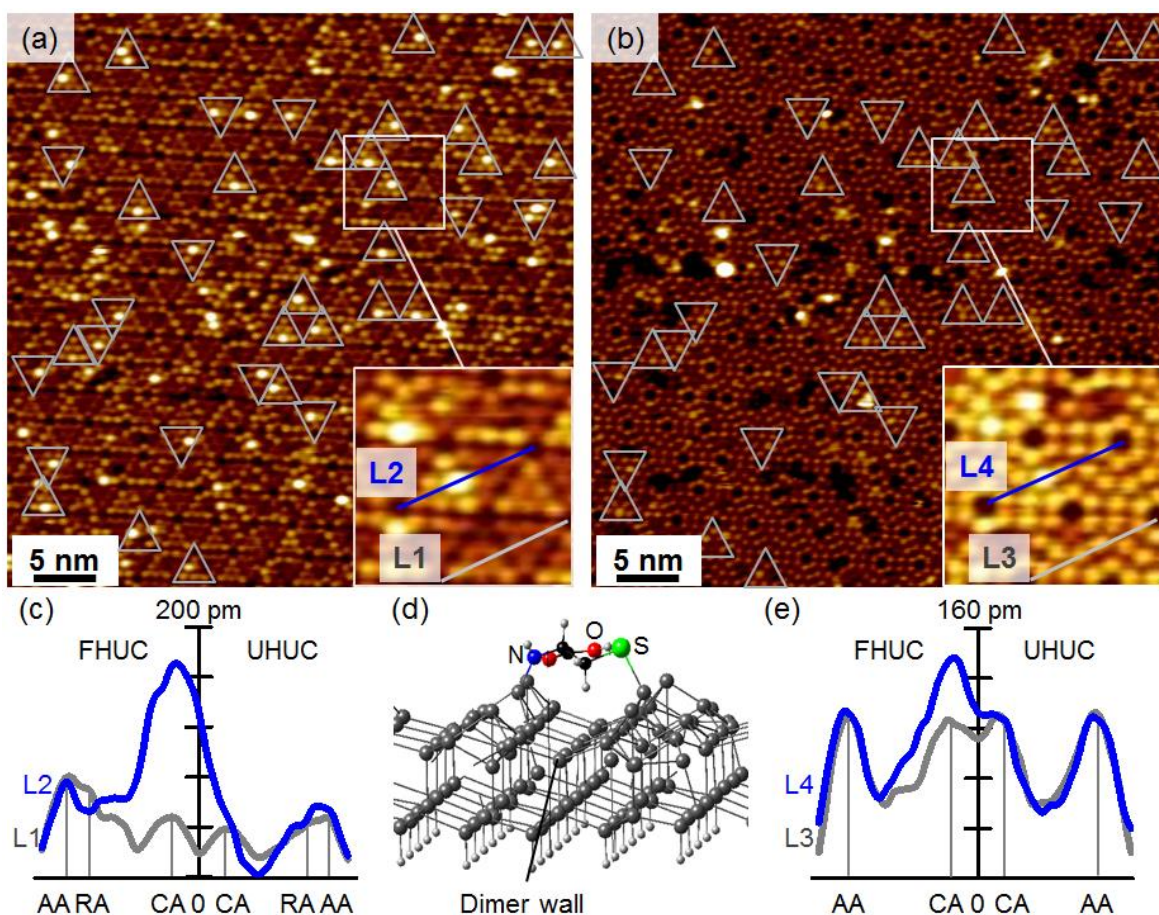 (a)
(b)
L2
L1
5 nm
L4
L3
5 nm
(c)
200 pm
FHUC
UHUC
L2
L1
AA RA CA 0 CA RA AA
(d)
O
N
S
Dimer wall
(e)
160 pm
FHUC
UHUC
L4
L3
AA CA 0 CA AA